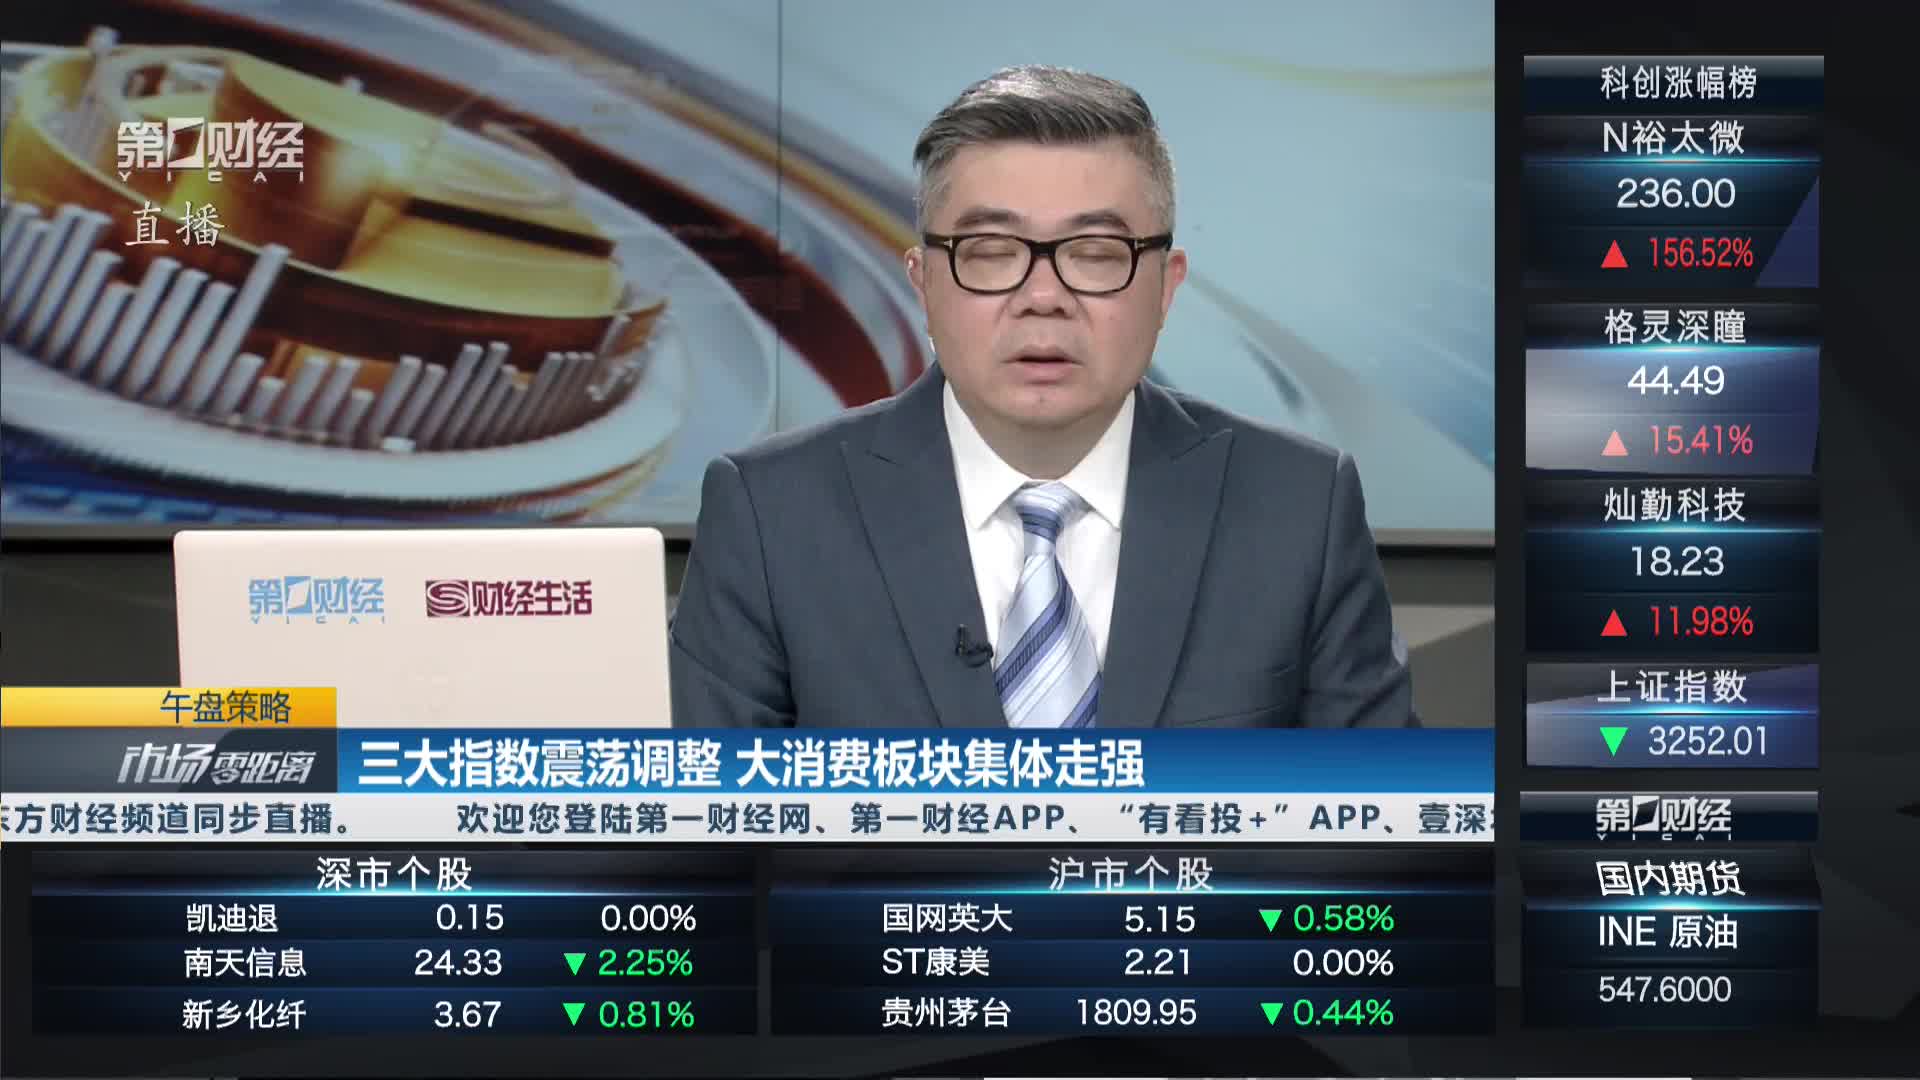 第一财经
YICAI
直播
第一财经
YICAI
财经生活
午盘策略
市场零距离
三大指数震荡调整 大消费板块集体走强
东方财经频道同步直播。 欢迎您登陆第一财经网、第一财经APP、“有看投+”APP、壹深
深市个股
凯迪退 0.15 0.00%
南天信息 24.33 ▼ 2.25%
新乡化纤 3.67 ▼ 0.81%
沪市个股
国网英大 5.15 ▼ 0.58%
ST康美 2.21 0.00%
贵州茅台 1809.95 ▼ 0.44%
科创涨幅榜
N裕太微
236.00
▲ 156.52%
格灵深瞳
44.49
▲ 15.41%
灿勤科技
18.23
▲ 11.98%
上证指数
▼ 3252.01
第一财经
YICAI
国内期货
INE 原油
547.6000